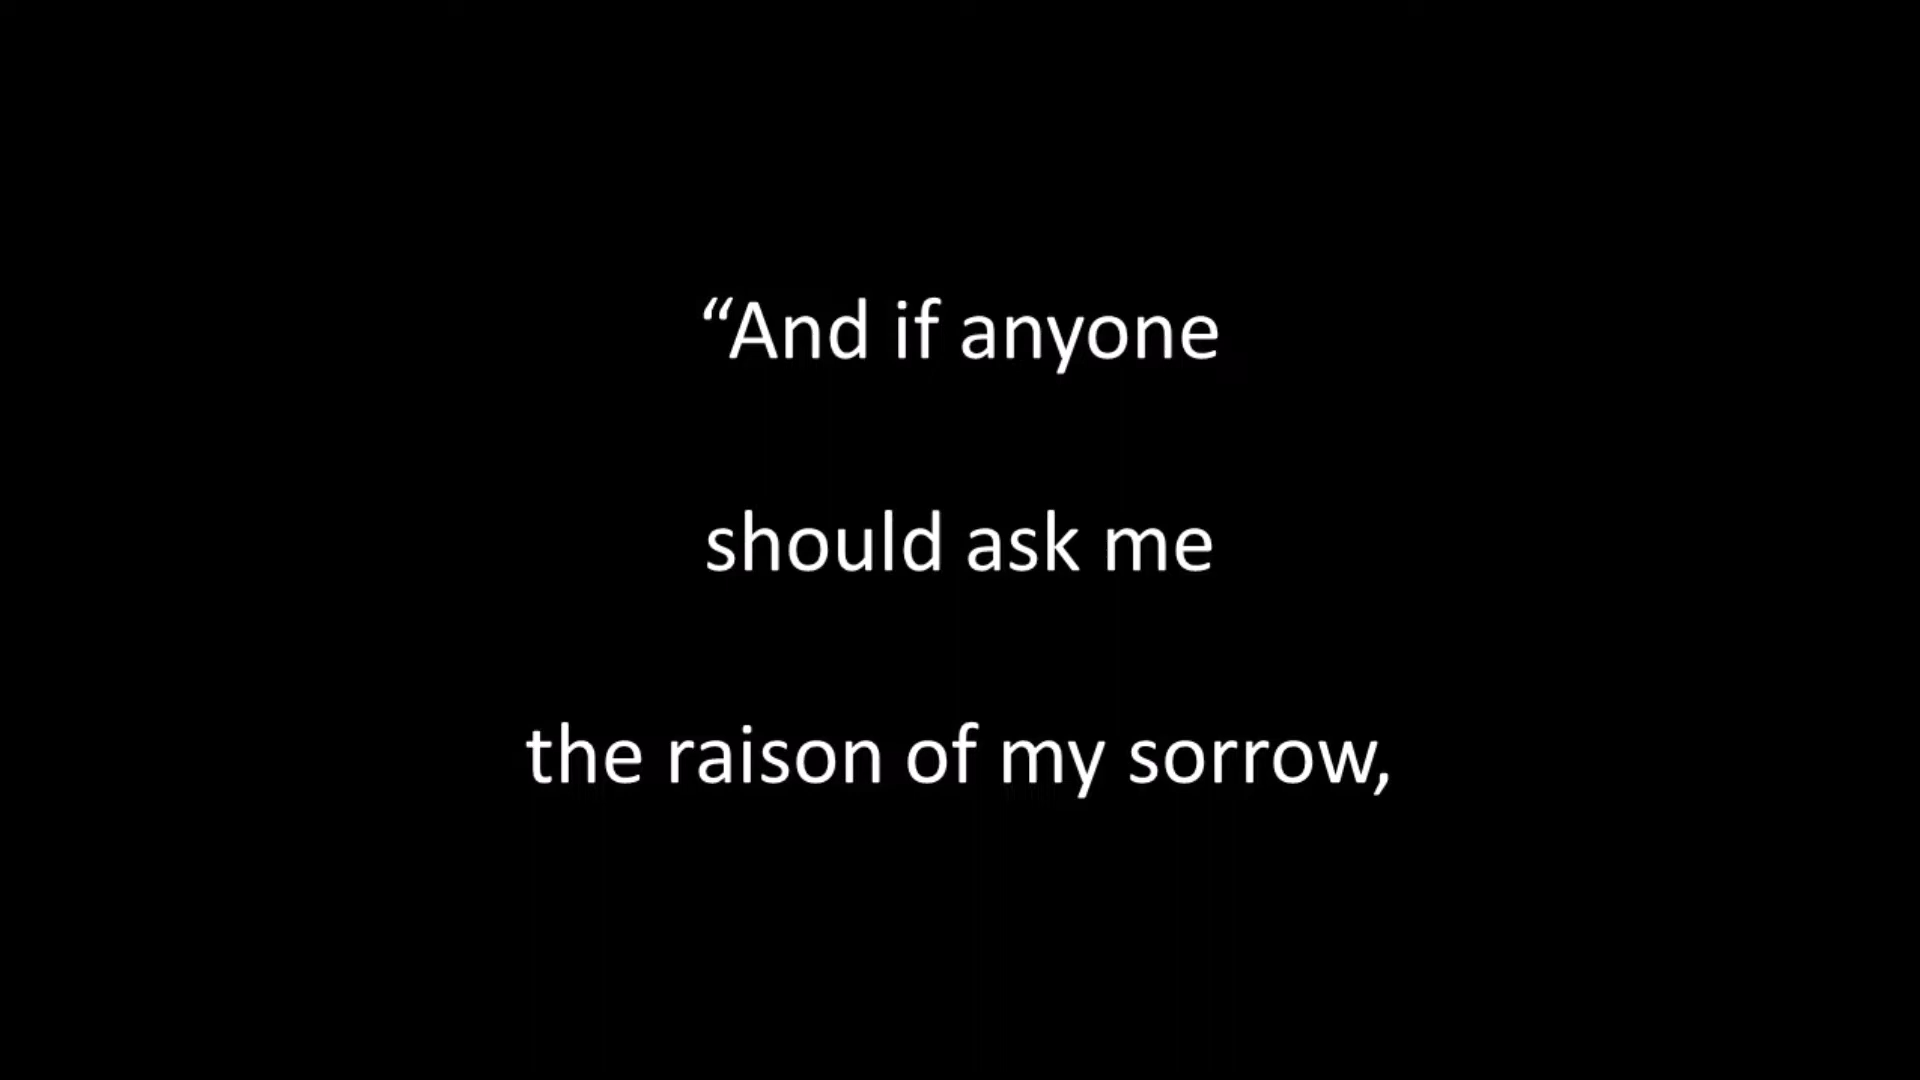 “And if anyone
should ask me
the raison of my sorrow,